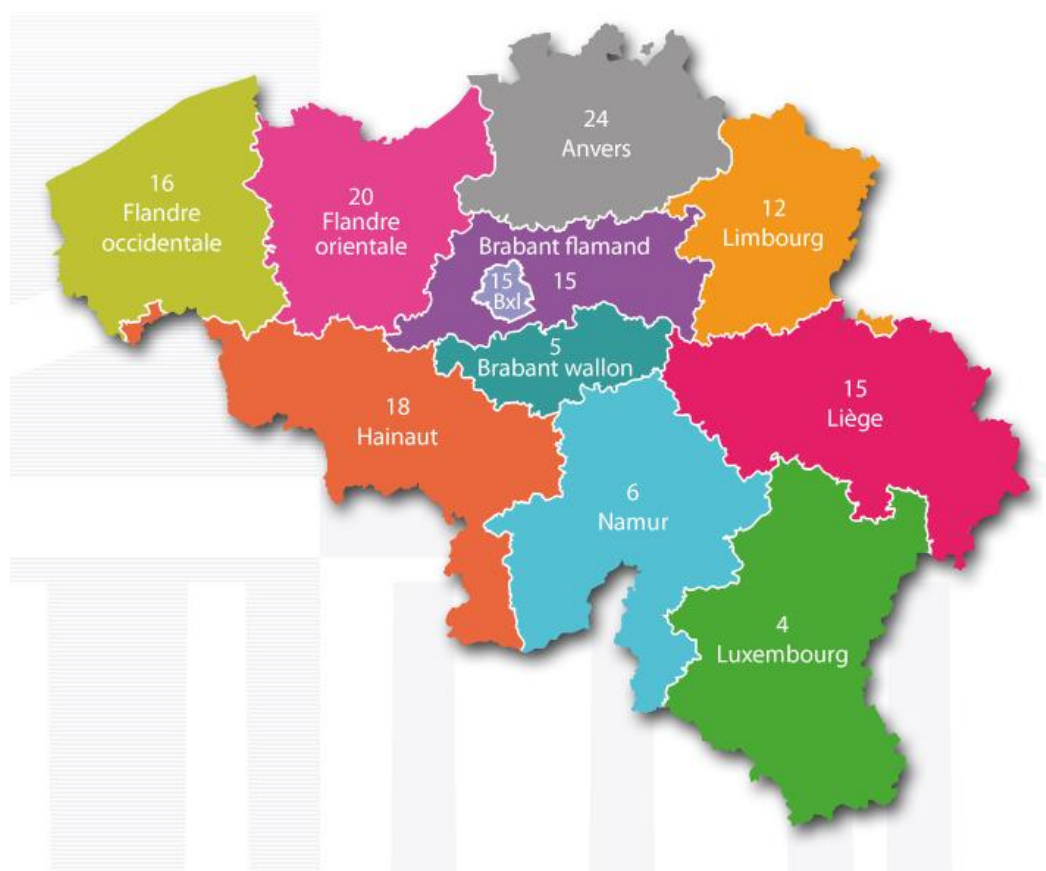 24
Anvers
16
Flandre
occidentale
20
Flandre
orientale
12
Limbourg
Brabant flamand
15
15
Bxl
5
Brabant wallon
15
Liège
18
Hainaut
6
Namur
4
Luxembourg